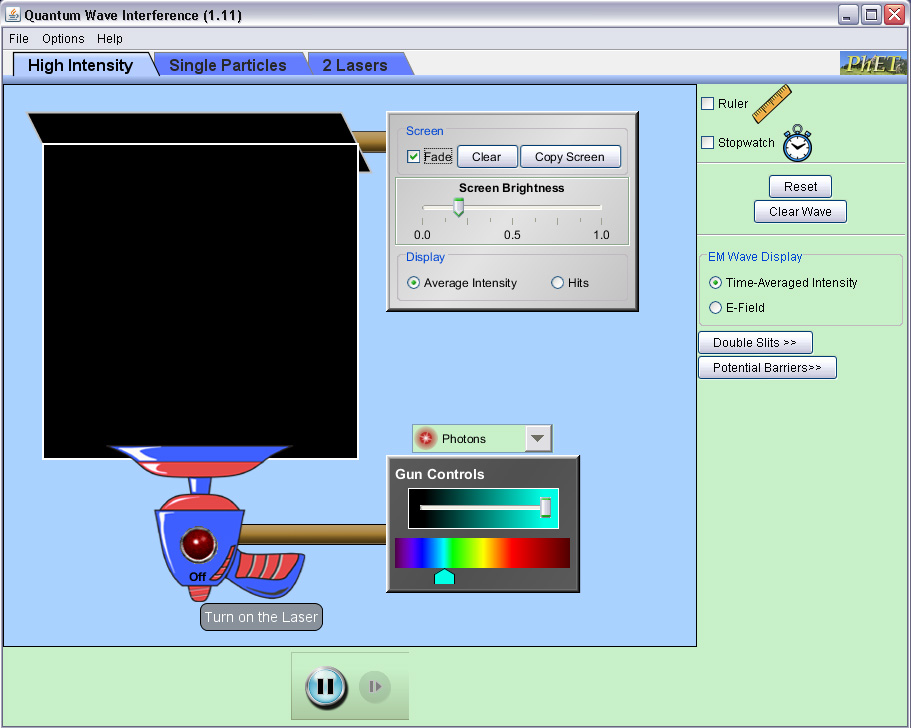 Quantum Wave Interference (1.11)
File Options Help
High Intensity
Single Particles
2 Lasers
PhET
Screen
Fade
Clear
Copy Screen
Screen Brightness
0.0 0.5 1.0
Display
Average Intensity
Hits
Ruler
Stopwatch
Reset
Clear Wave
EM Wave Display
Time-Averaged Intensity
E-Field
Double Slits >>
Potential Barriers>>
Photons
Gun Controls
Off
Turn on the Laser